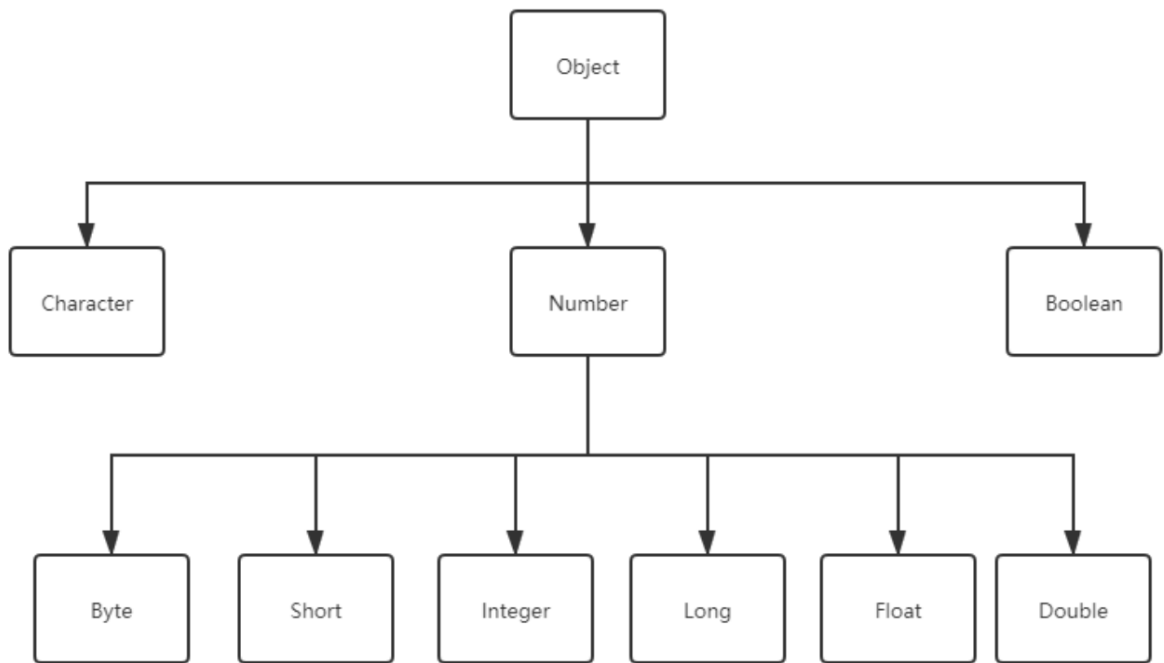 Object
Character
Number
Boolean
Byte
Short
Integer
Long
Float
Double